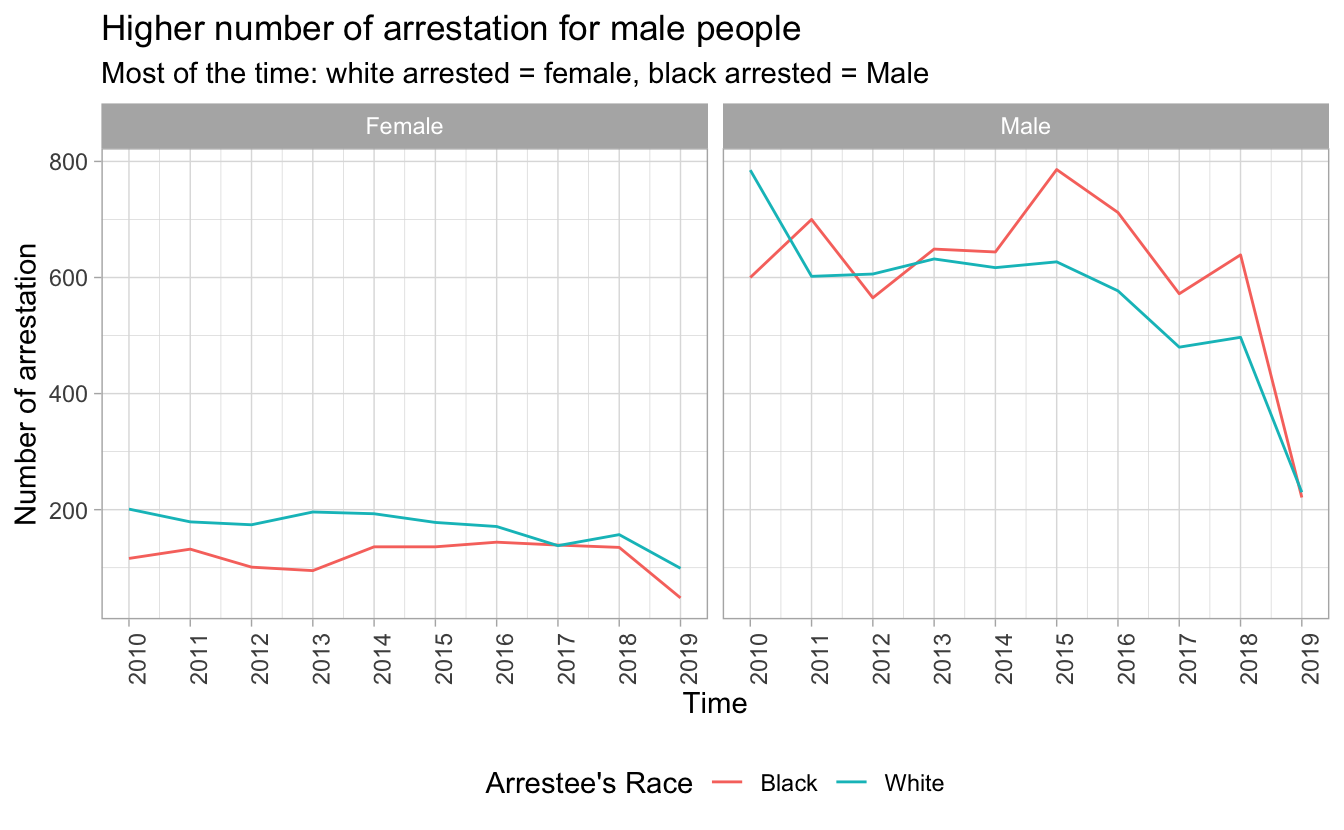 Higher number of arrestation for male people
Most of the time: white arrested = female, black arrested = Male
Female
Male
Number of arrestation
800
600
400
200
2010 2011 2012 2013 2014 2015 2016 2017 2018 2019
2010 2011 2012 2013 2014 2015 2016 2017 2018 2019
Time
Arrestee's Race Black White